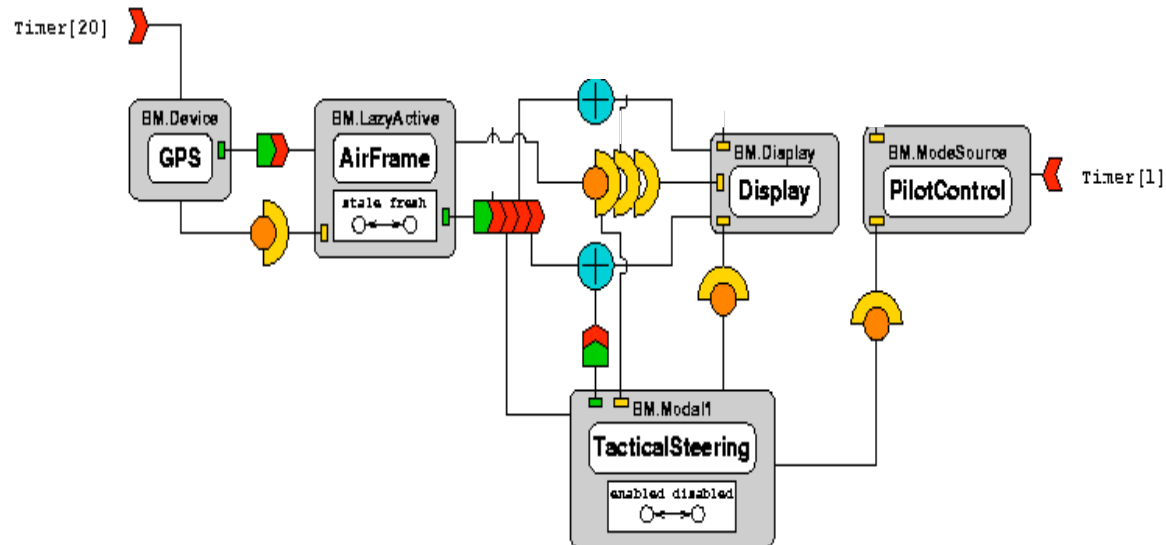 Timer[20]
BM.Device
GPS
BM.LazyActive
AirFrame
stale fresh
BM.Display
Display
BM.ModeSource
PilotControl
Timer[1]
BM.Modal1
TacticalSteering
enabled disabled